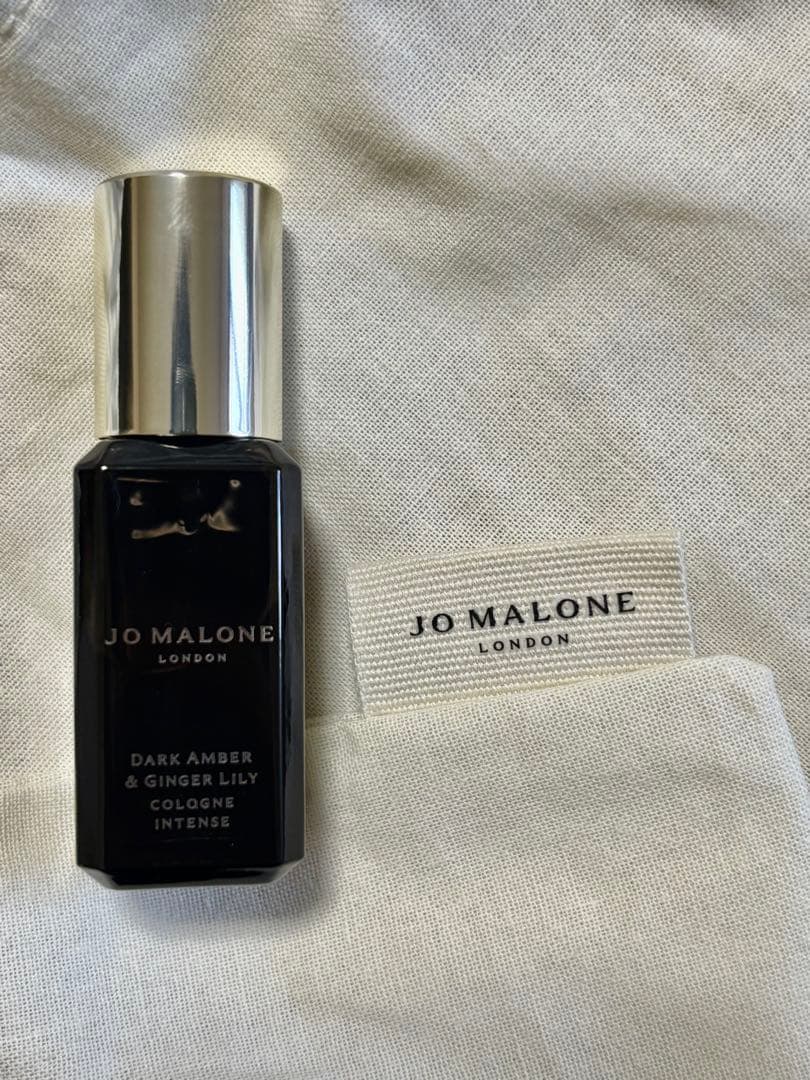 JO MALONE
LONDON
DARK AMBER
& GINGER LILY
COLOGNE
INTENSE
JO MALONE
LONDON